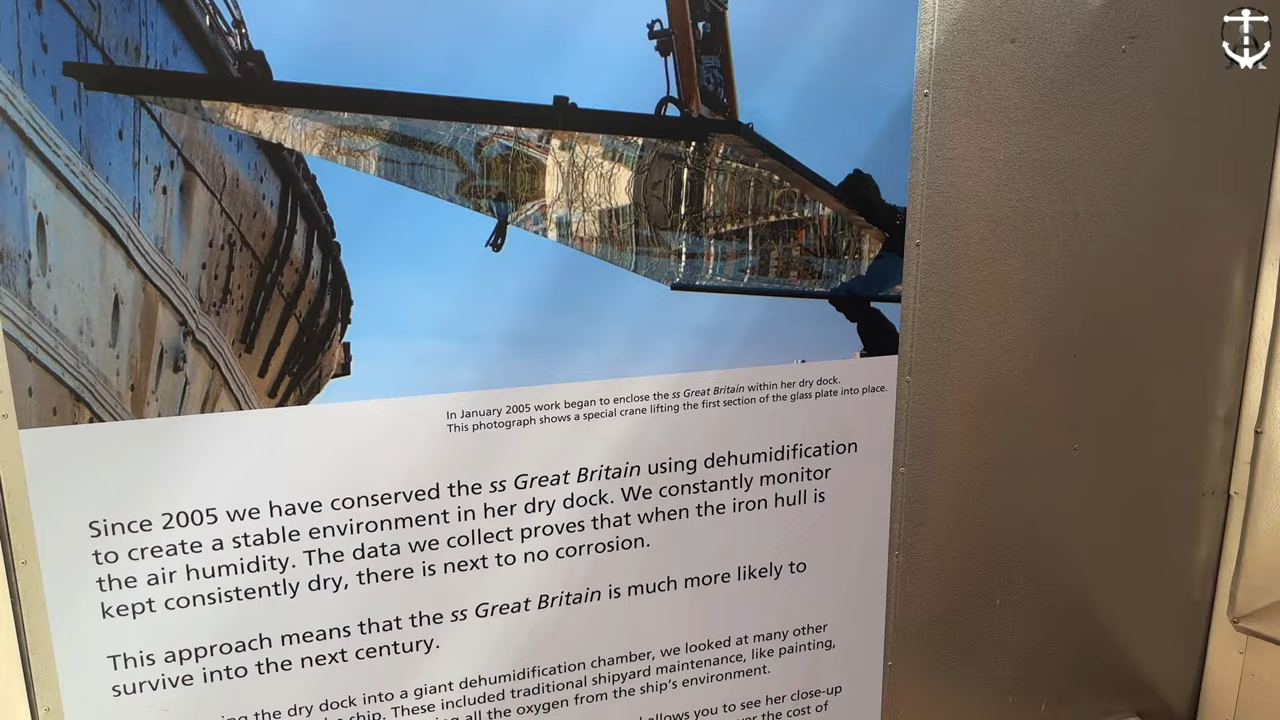 In January 2005 work began to enclose the ss Great Britain within her dry dock.
This photograph shows a special crane lifting the first section of the glass plate into place.
Since 2005 we have conserved the ss Great Britain using dehumidification
to create a stable environment in her dry dock. We constantly monitor
the air humidity. The data we collect proves that when the iron hull is
kept consistently dry, there is next to no corrosion.
This approach means that the ss Great Britain is much more likely to
survive into the next century.
the dry dock into a giant dehumidification chamber, we looked at many other
ship. These included traditional shipyard maintenance, like painting,
all the oxygen from the ship's environment.
allows you to see her close-up
the cost of